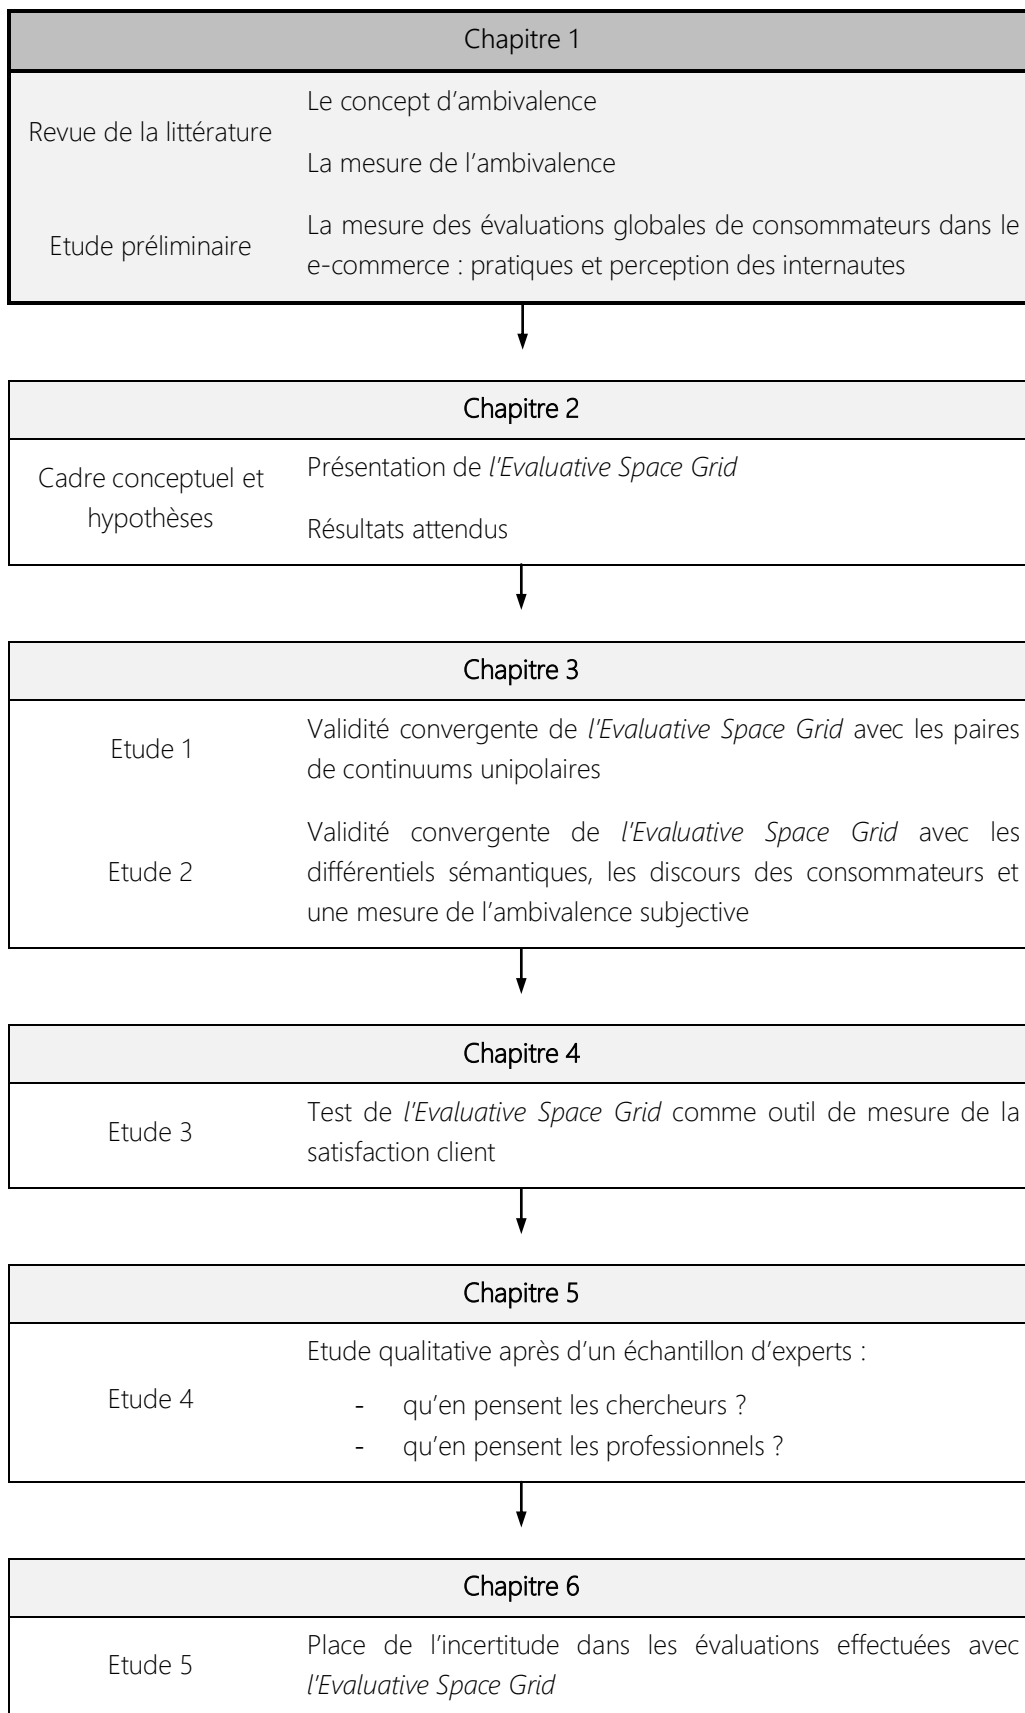 Chapitre 1
Revue de la littérature
Le concept d’ambivalence
La mesure de l’ambivalence
Etude préliminaire
La mesure des évaluations globales de consommateurs dans le
e-commerce : pratiques et perception des internautes
Chapitre 2
Cadre conceptuel et
hypothèses
Présentation de l’Evaluative Space Grid
Résultats attendus
Chapitre 3
Etude 1
Validité convergente de l’Evaluative Space Grid avec les paires
de continuums unipolaires
Etude 2
Validité convergente de l’Evaluative Space Grid avec les
différentiels sémantiques, les discours des consommateurs et
une mesure de l’ambivalence subjective
Chapitre 4
Etude 3
Test de l’Evaluative Space Grid comme outil de mesure de la
satisfaction client
Chapitre 5
Etude 4
Etude qualitative après d’un échantillon d’experts :
- qu’en pensent les chercheurs ?
- qu’en pensent les professionnels ?
Chapitre 6
Etude 5
Place de l’incertitude dans les évaluations effectuées avec
l’Evaluative Space Grid